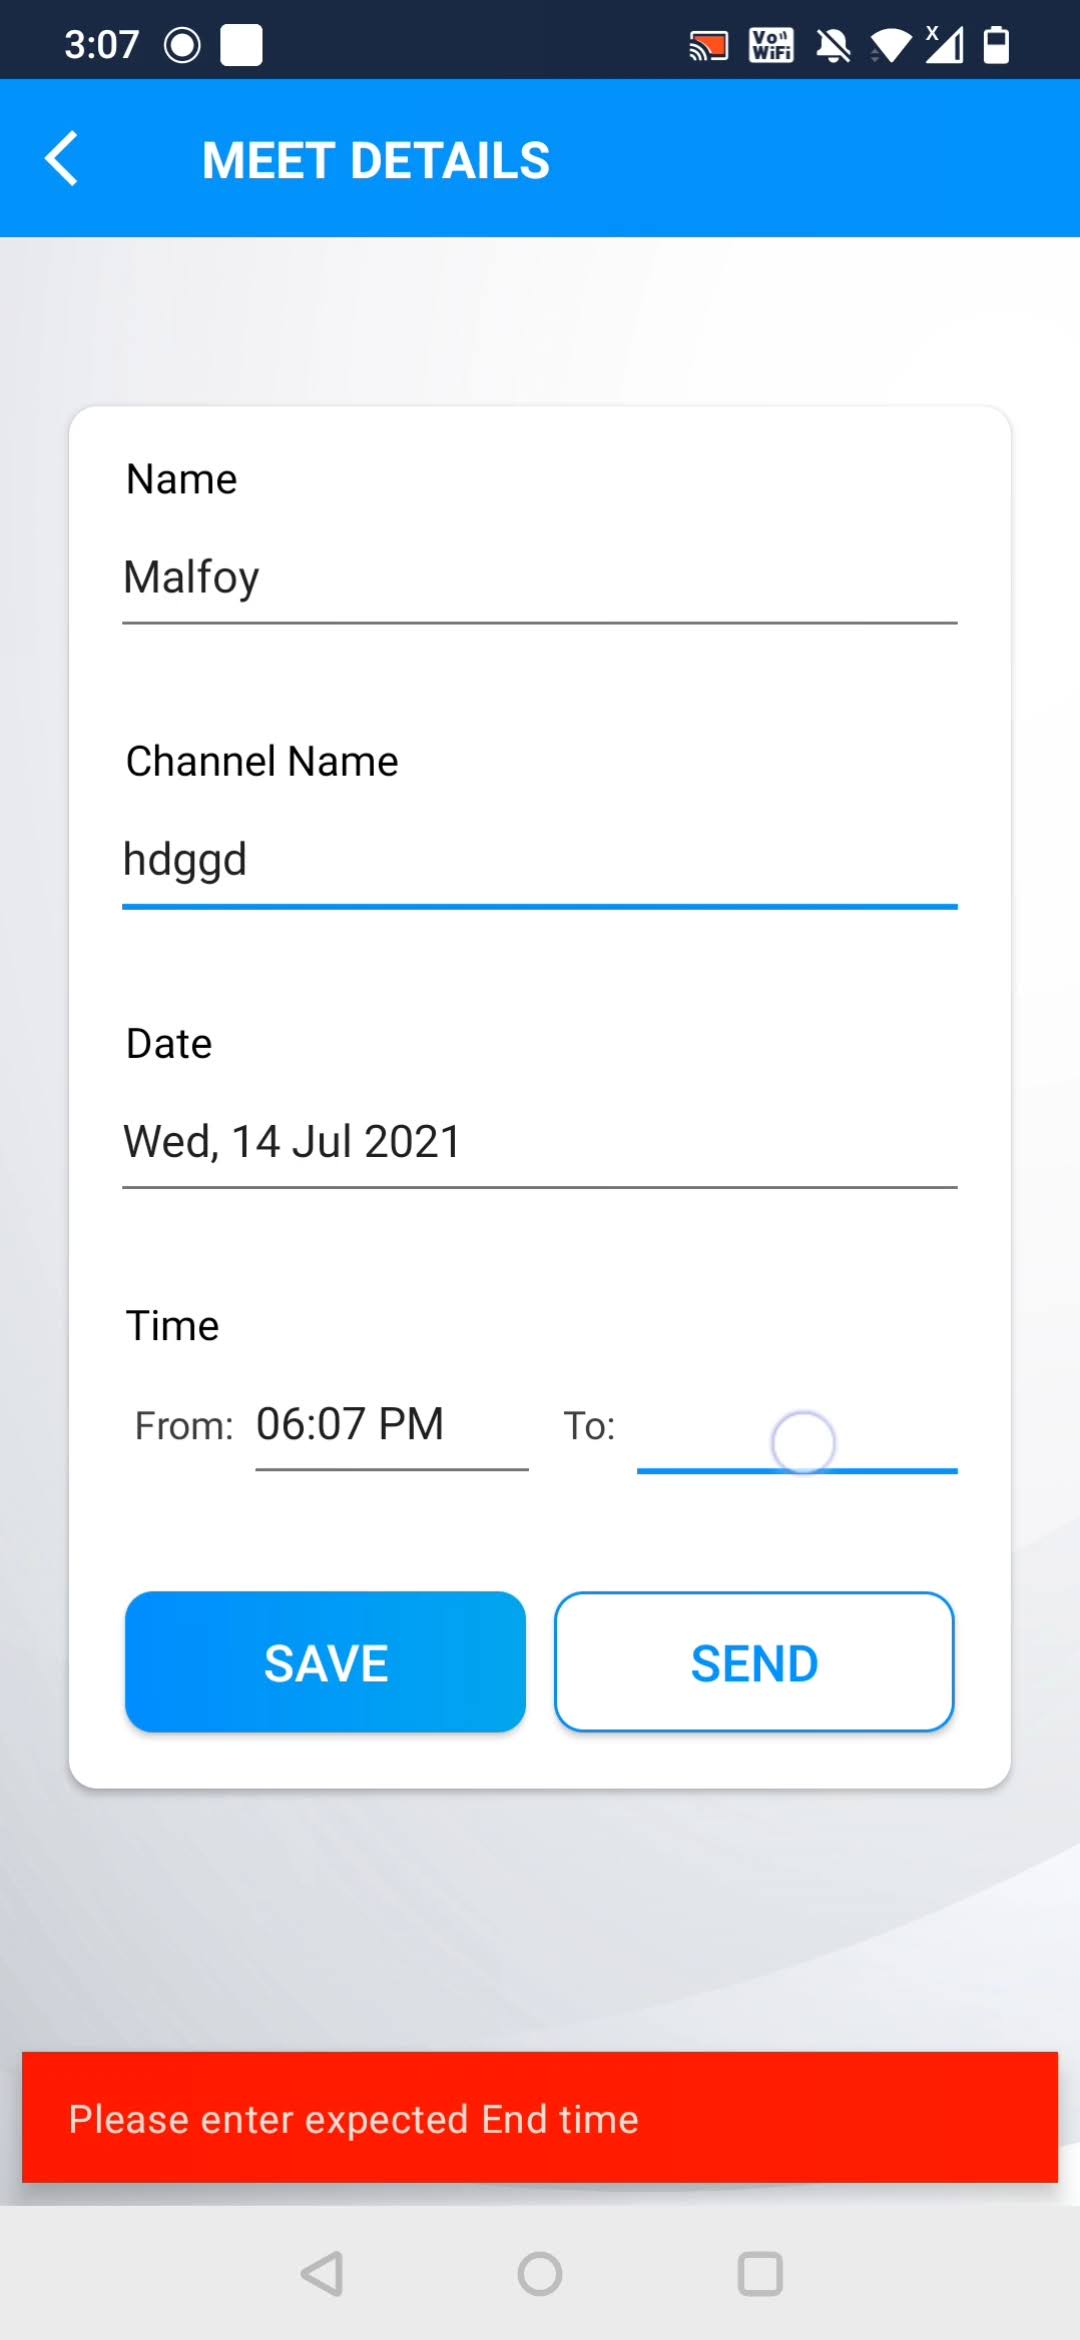 3:07
Vo)) WiFi
X
MEET DETAILS
Name
Malfoy
Channel Name
hdggd
Date
Wed, 14 Jul 2021
Time
From: 06:07 PM To:
SAVE SEND
Please enter expected End time